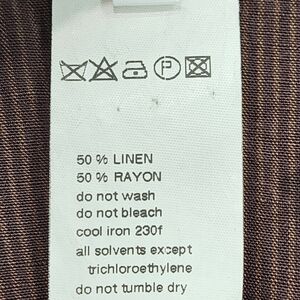 P
50 % LINEN
50 % RAYON
do not wash
do not bleach
cool iron 230f
all solvents except
trichloroethylene
do not tumble dry